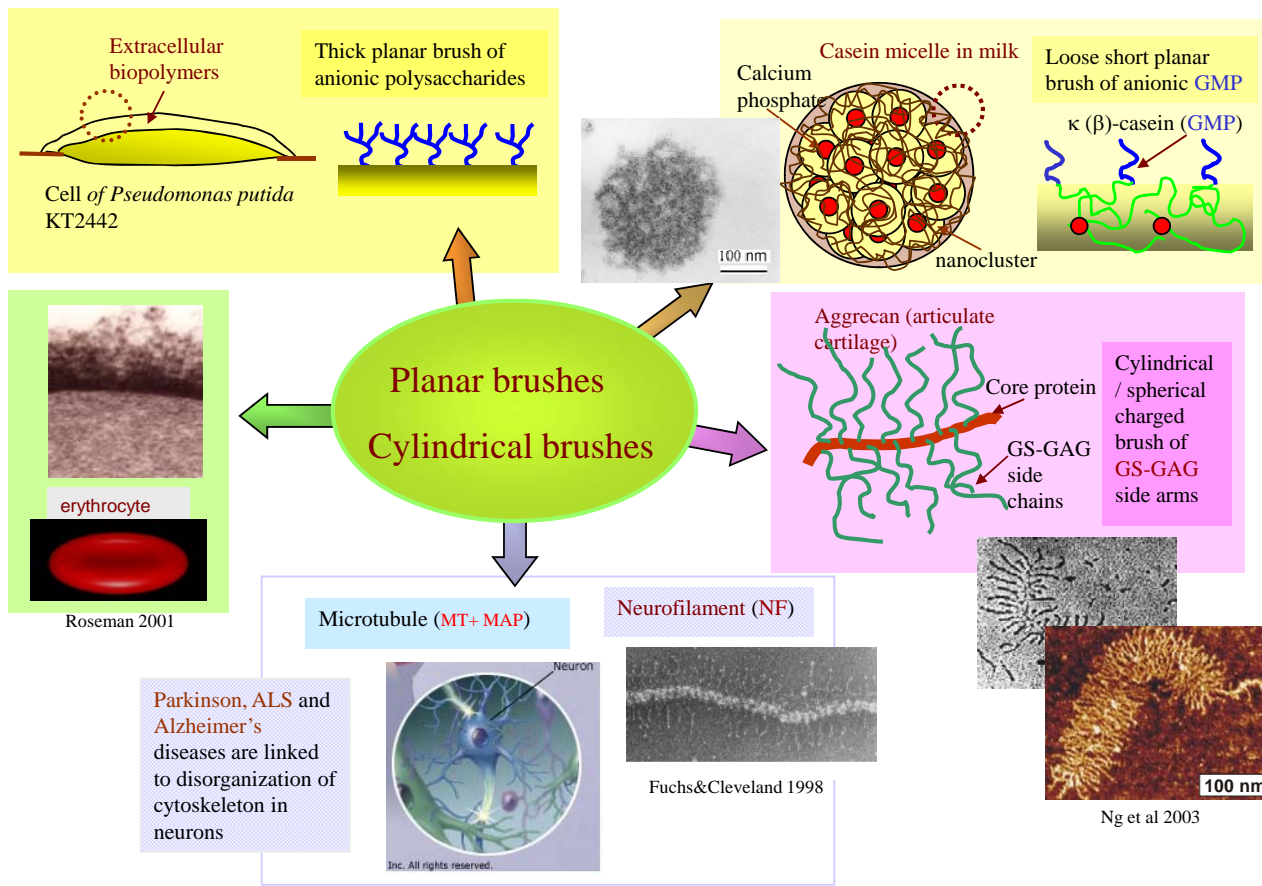 Extracellular
biopolymers
Thick planar brush of
anionic polysaccharides
Cell of Pseudomonas putida
KT2442
Casein micelle in milk
Calcium
phosphate
Loose short planar
brush of anionic GMP
κ (β)-casein (GMP)
nanocluster
100 nm
Planar brushes
Cylindrical brushes
erythrocyte
Roseman 2001
Aggrecan (articulate
cartilage)
Core protein
GS-GAG
side
chains
Cylindrical
/ spherical
charged
brush of
GS-GAG
side arms
100 nm
Ng et al 2003
Microtubule (MT+ MAP)
Neurofilament (NF)
Neuron
Inc. All rights reserved.
Fuchs&Cleveland 1998
Parkinson, ALS and
Alzheimer's
diseases are linked
to disorganization of
cytoskeleton in
neurons